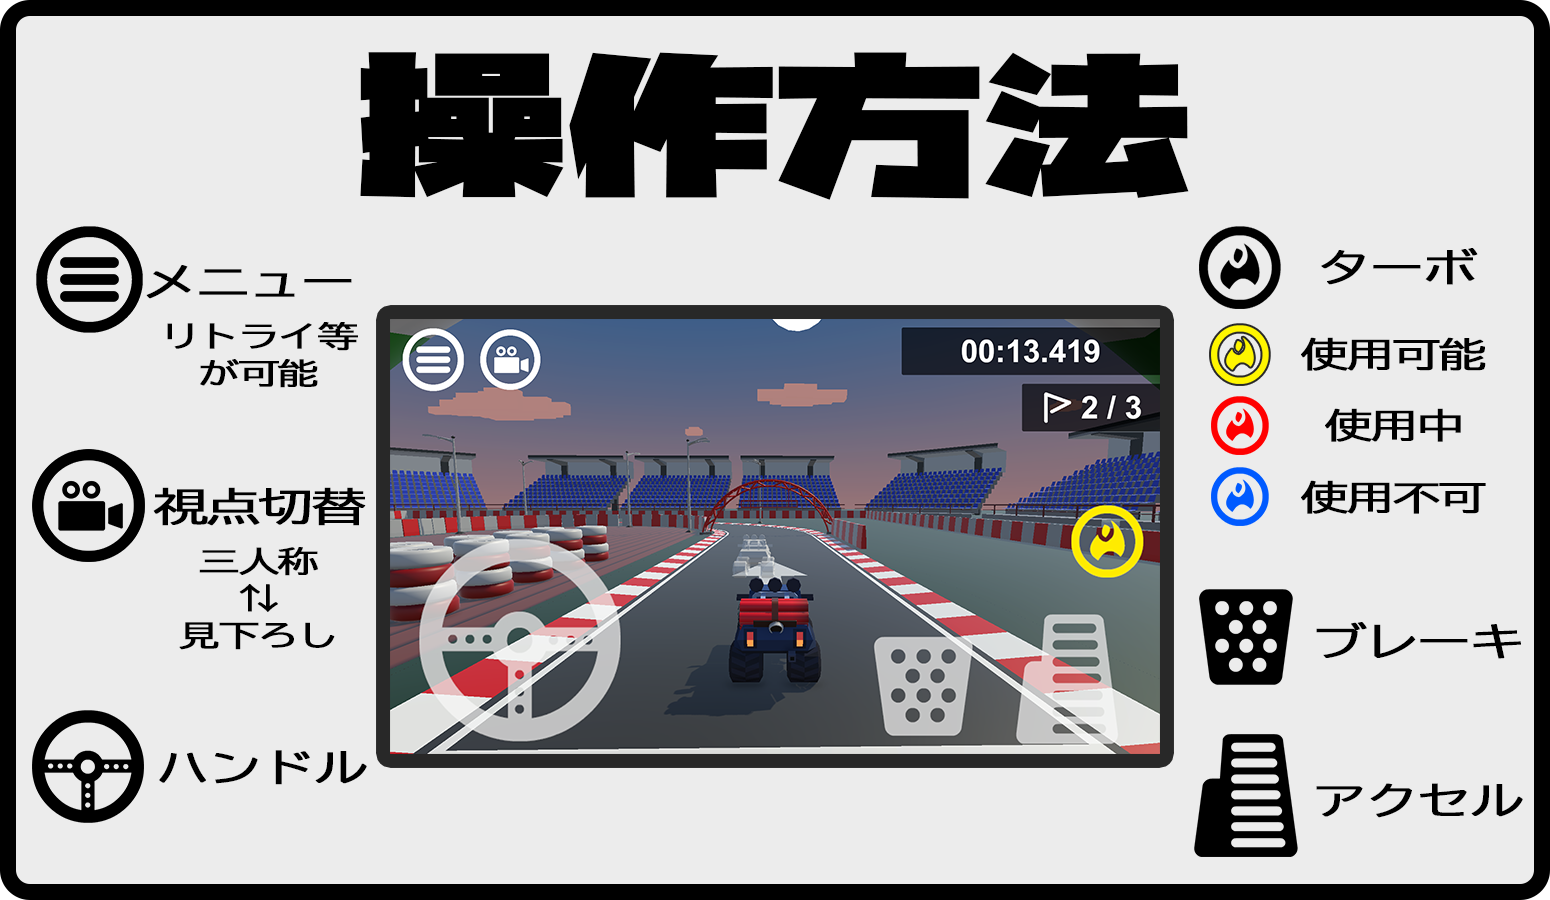 操作方法
メニュー
リトライ等
が可能
視点切替
三人称
↑↓
見下ろし
ハンドル
00:13.419
2 / 3
ターボ
使用可能
使用中
使用不可
ブレーキ
アクセル